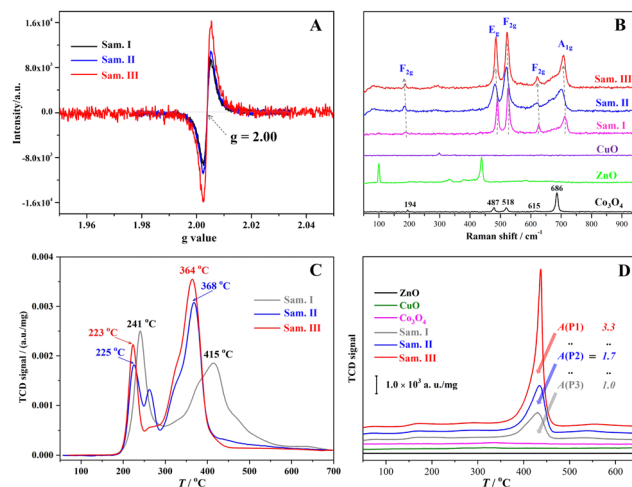 A
Sam. I
Sam. II
Sam. III
g = 2.00
1.6x10⁴
8.0x10³
0.0
-8.0x10³
-1.6x10⁴
Intensity/a.u.
1.96 1.98 2.00 2.02 2.04
g value
B
E_g F_2g A_1g
F_2g F_2g
Sam. III
Sam. II
Sam. I
CuO
ZnO
Co₃O₄
194 487 518 615 686
100 200 300 400 500 600 700 800 900
Raman shift / cm⁻¹
C
364 °C
368 °C
241 °C
223 °C
225 °C
415 °C
Sam. I
Sam. II
Sam. III
0.004
0.003
0.002
0.001
0.000
TCD signal / (a.u./mg)
100 200 300 400 500 600 700
T / °C
D
ZnO
CuO
Co₃O₄
Sam. I
Sam. II
Sam. III
1.0 × 10³ a. u./mg
A(P1) 3.3
.. ..
A(P2) = 1.7
.. ..
A(P3) 1.0
TCD signal
100 200 300 400 500 600
T / °C